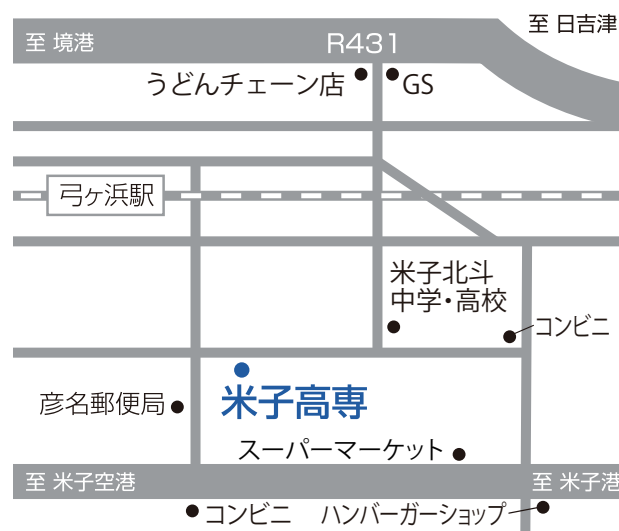 至 日吉津
至 境港
R431
うどんチェーン店
GS
弓ヶ浜駅
米子北斗
中学・高校
コンビニ
米子高専
彦名郵便局
スーパーマーケット
至 米子空港
至 米子港
コンビニ
ハンバーガーショップ